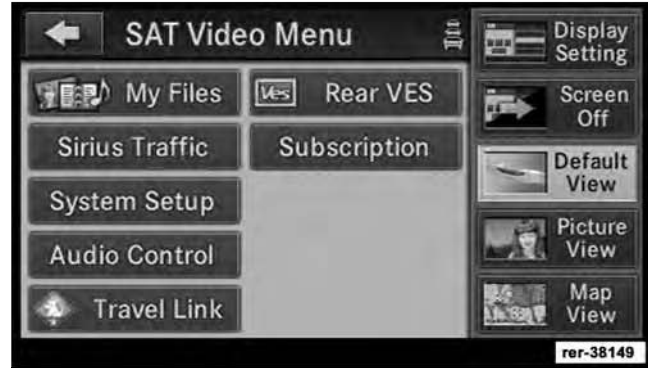 SAT Video Menu
My Files
Ves Rear VES
Sirius Traffic
Subscription
System Setup
Audio Control
Travel Link
Display
Setting
Screen
Off
Default
View
Picture
View
Map
View
rer-38149